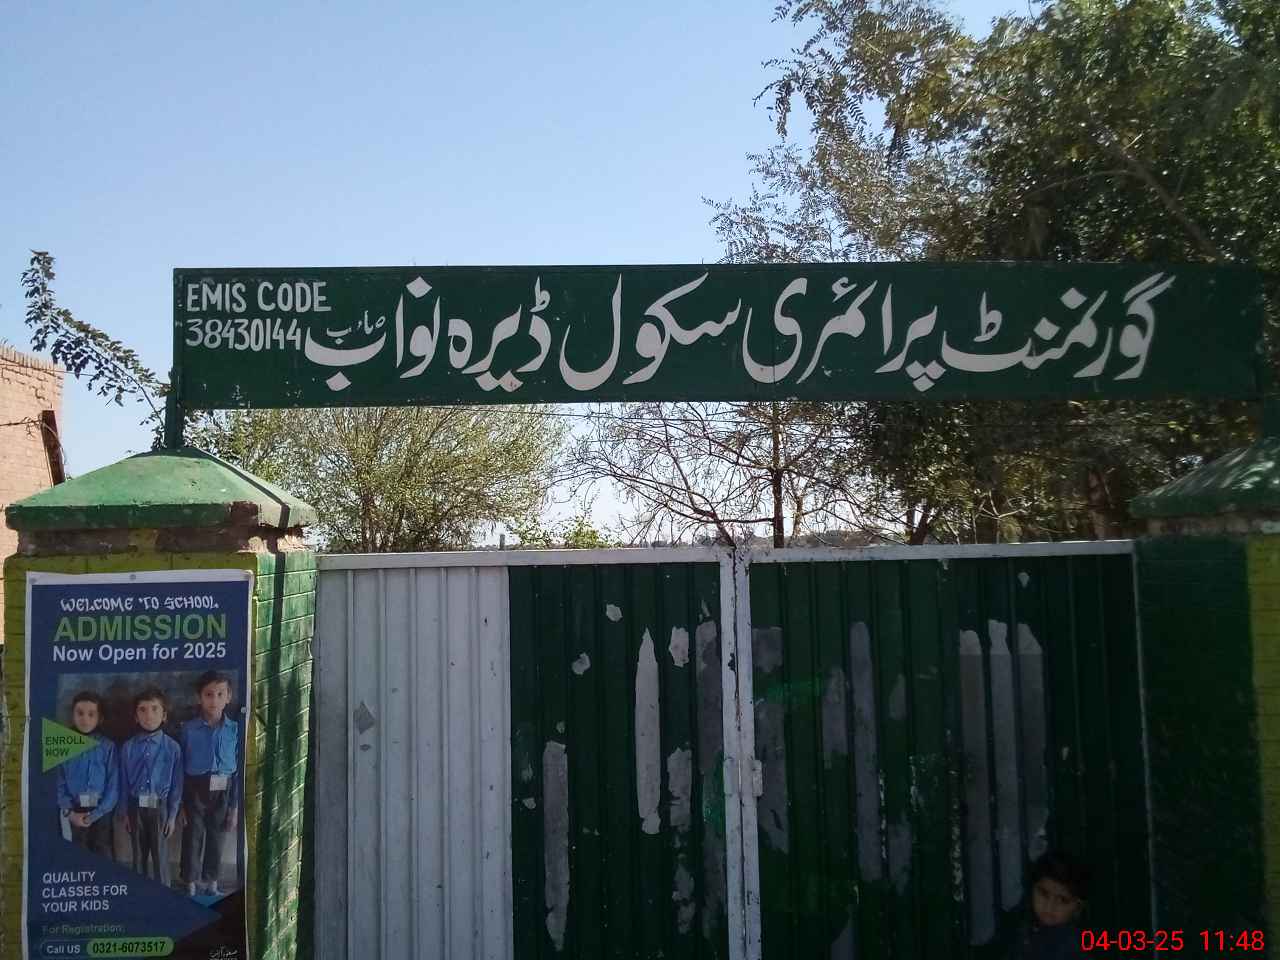 گورنمنٹ پرائمری سکول ڈیرہ نواب صاحب
EMIS CODE
38430144
WELCOME TO SCHOOL
ADMISSION
Now Open for 2025
ENROLL
NOW
QUALITY
CLASSES FOR
YOUR KIDS
For Registration:
Call US 0321-6073517
04-03-25 11:48